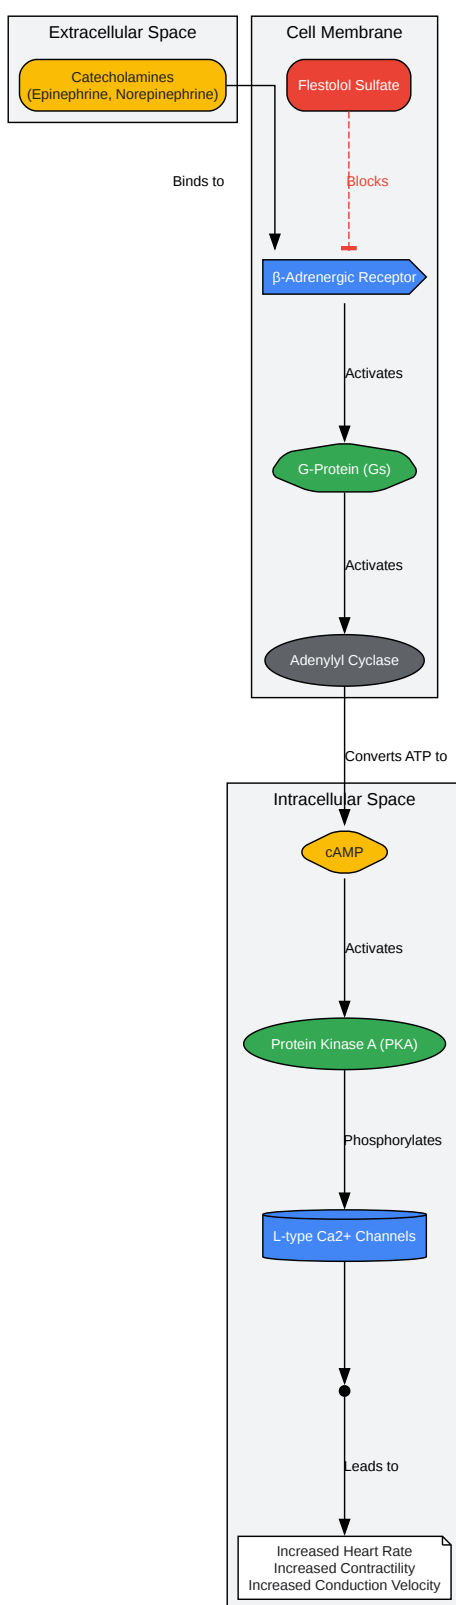 Extracellular Space
Cell Membrane
Catecholamines
(Epinephrine, Norepinephrine)
Flestolol Sulfate
Binds to
Blocks
β-Adrenergic Receptor
Activates
G-Protein (Gs)
Activates
Adenylyl Cyclase
Converts ATP to
Intracellular Space
cAMP
Activates
Protein Kinase A (PKA)
Phosphorylates
L-type Ca2+ Channels
Leads to
Increased Heart Rate
Increased Contractility
Increased Conduction Velocity